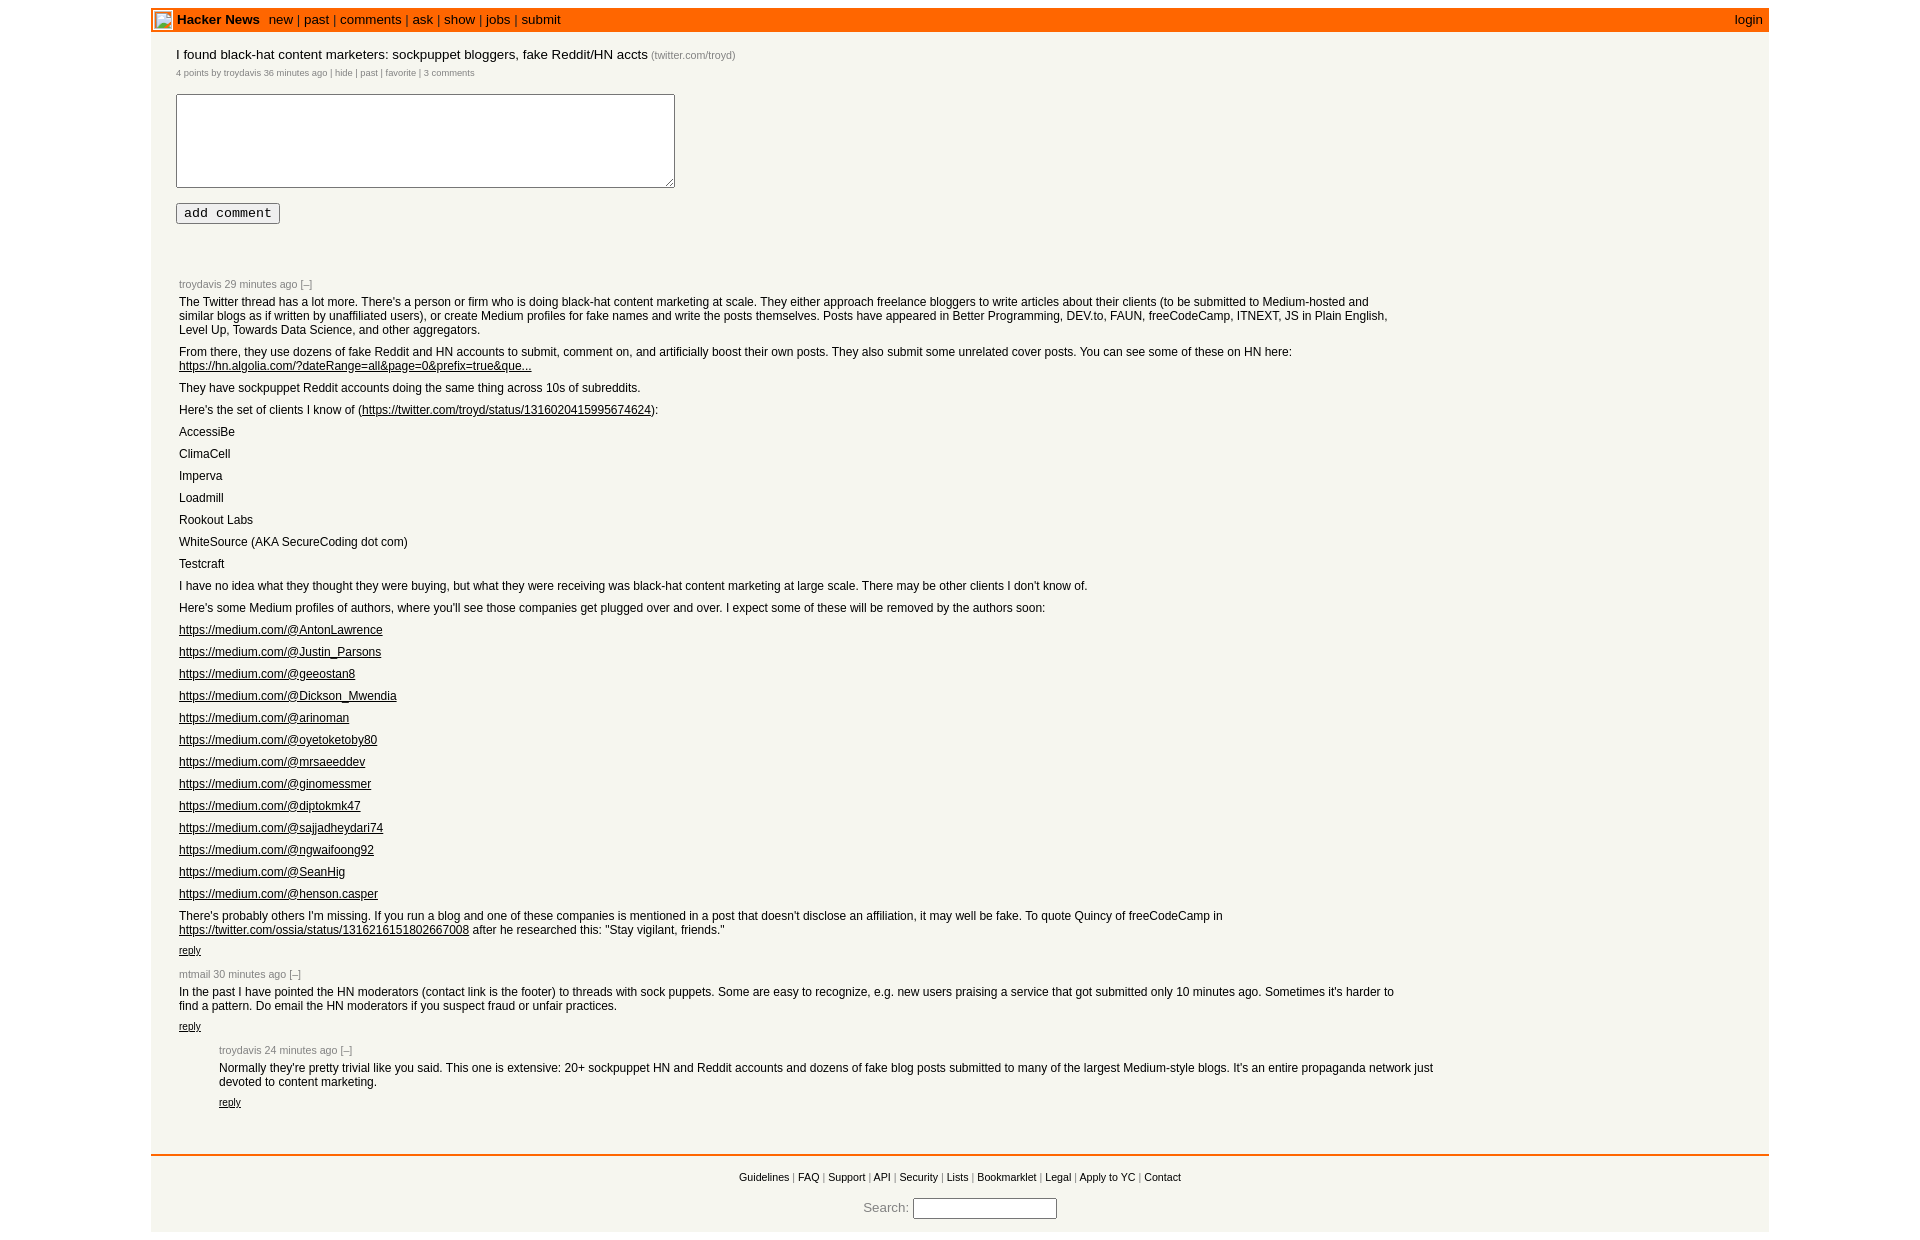 Hacker News new | past | comments | ask | show | jobs | submit login
I found black-hat content marketers: sockpuppet bloggers, fake Reddit/HN accts (twitter.com/troyd)
4 points by troydavis 36 minutes ago | hide | past | favorite | 3 comments
add comment
troydavis 29 minutes ago [–]
The Twitter thread has a lot more. There's a person or firm who is doing black-hat content marketing at scale. They either approach freelance bloggers to write articles about their clients (to be submitted to Medium-hosted and
similar blogs as if written by unaffiliated users), or create Medium profiles for fake names and write the posts themselves. Posts have appeared in Better Programming, DEV.to, FAUN, freeCodeCamp, ITNEXT, JS in Plain English,
Level Up, Towards Data Science, and other aggregators.
From there, they use dozens of fake Reddit and HN accounts to submit, comment on, and artificially boost their own posts. They also submit some unrelated cover posts. You can see some of these on HN here:
https://hn.algolia.com/?dateRange=all&page=0&prefix=true&que...
They have sockpuppet Reddit accounts doing the same thing across 10s of subreddits.
Here's the set of clients I know of (https://twitter.com/troyd/status/1316020415995674624):
AccessiBe
ClimaCell
Imperva
Loadmill
Rookout Labs
WhiteSource (AKA SecureCoding dot com)
Testcraft
I have no idea what they thought they were buying, but what they were receiving was black-hat content marketing at large scale. There may be other clients I don't know of.
Here's some Medium profiles of authors, where you'll see those companies get plugged over and over. I expect some of these will be removed by the authors soon:
https://medium.com/@AntonLawrence
https://medium.com/@Justin_Parsons
https://medium.com/@geeostan8
https://medium.com/@Dickson_Mwendia
https://medium.com/@arinoman
https://medium.com/@oyetoketoby80
https://medium.com/@mrsaeeddev
https://medium.com/@ginomessmer
https://medium.com/@diptokmk47
https://medium.com/@sajjadheydari74
https://medium.com/@ngwaifoong92
https://medium.com/@SeanHig
https://medium.com/@henson.casper
There's probably others I'm missing. If you run a blog and one of these companies is mentioned in a post that doesn't disclose an affiliation, it may well be fake. To quote Quincy of freeCodeCamp in
https://twitter.com/ossia/status/1316216151802667008 after he researched this: "Stay vigilant, friends."
reply
mtmail 30 minutes ago [–]
In the past I have pointed the HN moderators (contact link is the footer) to threads with sock puppets. Some are easy to recognize, e.g. new users praising a service that got submitted only 10 minutes ago. Sometimes it's harder to
find a pattern. Do email the HN moderators if you suspect fraud or unfair practices.
reply
troydavis 24 minutes ago [–]
Normally they're pretty trivial like you said. This one is extensive: 20+ sockpuppet HN and Reddit accounts and dozens of fake blog posts submitted to many of the largest Medium-style blogs. It's an entire propaganda network just
devoted to content marketing.
reply
Guidelines | FAQ | Support | API | Security | Lists | Bookmarklet | Legal | Apply to YC | Contact
Search: